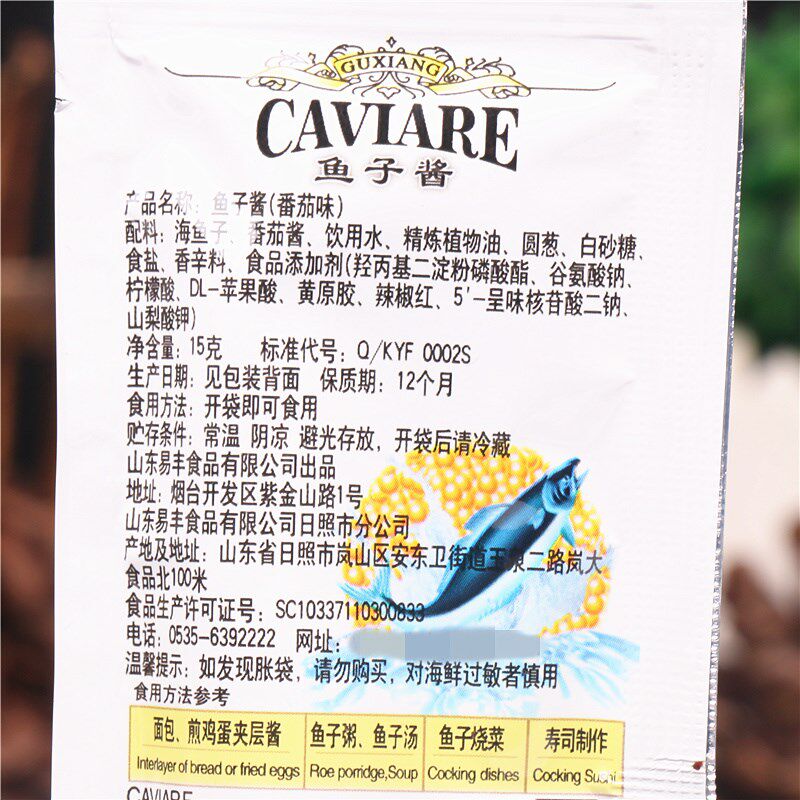 GUXIANG
CAVIARE
鱼子酱
产品名称：鱼子酱(番茄味)
配料：海鱼子、番茄酱、饮用水、精炼植物油、圆葱、白砂糖、
食盐、香辛料、食品添加剂(羟丙基二淀粉磷酸酯、谷氨酸钠、
柠檬酸、DL-苹果酸、黄原胶、辣椒红、5'-呈味核苷酸二钠、
山梨酸钾)
净含量：15克 标准代号：Q/KYF 0002S
生产日期：见包装背面 保质期：12个月
食用方法：开袋即可食用
贮存条件：常温 阴凉 避光存放，开袋后请冷藏
山东易丰食品有限公司出品
地址：烟台开发区紫金山路1号
山东易丰食品有限公司日照市分公司
产地及地址：山东省日照市岚山区安东卫街道玉泉二路岚大
食品北100米
食品生产许可证号：SC10337110300833
电话：0535-6392222 网址：
温馨提示：如发现胀袋，请勿购买，对海鲜过敏者慎用
食用方法参考
面包、煎鸡蛋夹层酱 鱼子粥、鱼子汤 鱼子烧菜 寿司制作
Interlayer of bread or fried eggs Roe porridge,Soup Cocking dishes Cocking Sushi
CAVIARE